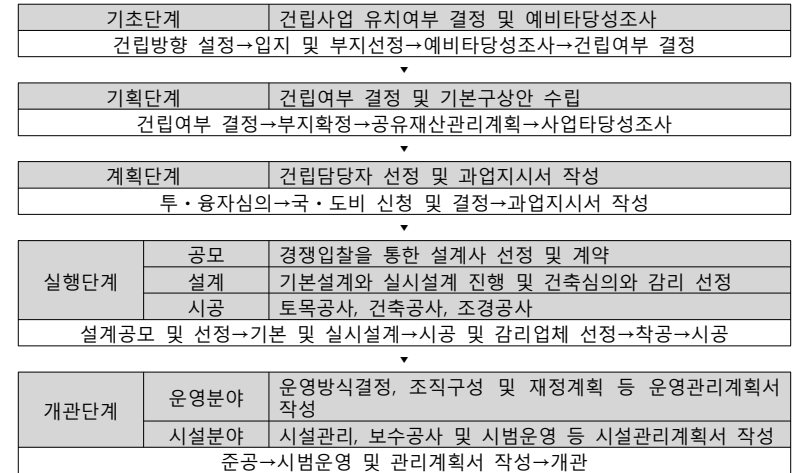 기초단계 건립사업 유치여부 결정 및 예비타당성조사
건립방향 설정→입지 및 부지선정→예비타당성조사→건립여부 결정
▼
기획단계 건립여부 결정 및 기본구상안 수립
건립여부 결정→부지확정→공유재산관리계획→사업타당성조사
▼
계획단계 건립담당자 선정 및 과업지시서 작성
투・융자심의→국・도비 신청 및 결정→과업지시서 작성
▼
공모 경쟁입찰을 통한 설계사 선정 및 계약
실행단계 설계 기본설계와 실시설계 진행 및 건축심의와 감리 선정
시공 토목공사, 건축공사, 조경공사
설계공모 및 선정→기본 및 실시설계→시공 및 감리업체 선정→착공→시공
▼
개관단계 운영분야 운영방식결정, 조직구성 및 재정계획 등 운영관리계획서
작성
시설분야 시설관리, 보수공사 및 시범운영 등 시설관리계획서 작성
준공→시범운영 및 관리계획서 작성→개관